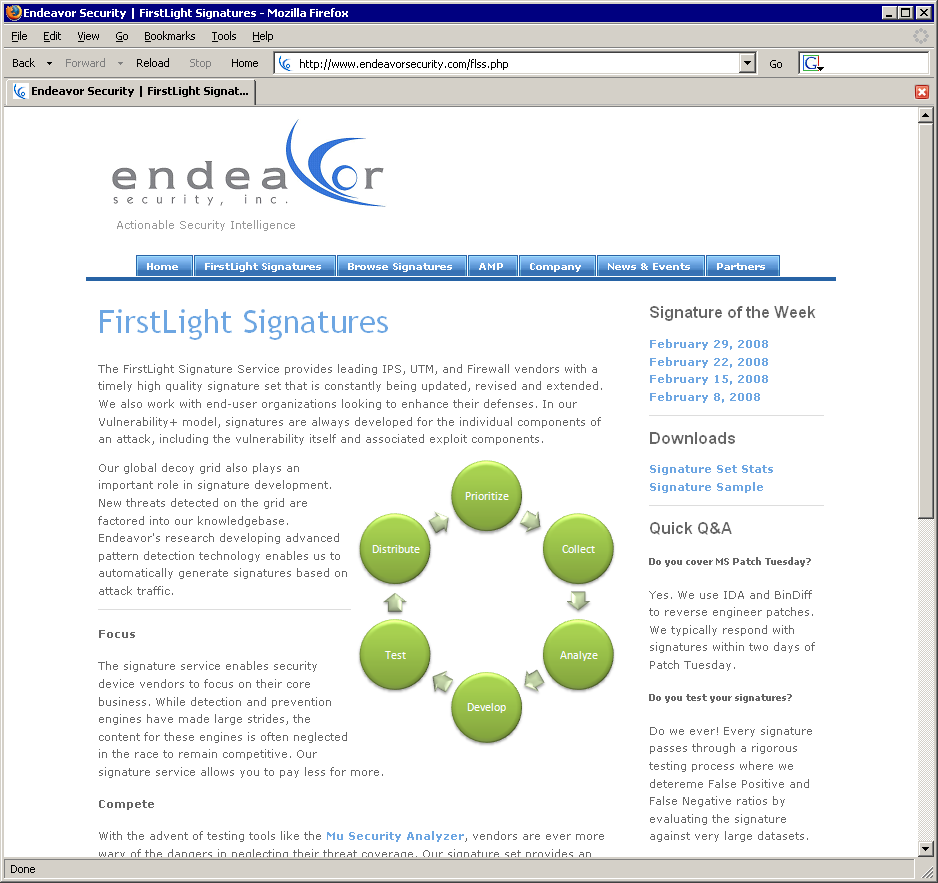 Endeavor Security | FirstLight Signatures - Mozilla Firefox
File Edit View Go Bookmarks Tools Help
Back Forward Reload Stop Home http://www.endeavorsecurity.com/flss.php Go G
Endeavor Security | FirstLight Signat...
endeavor
security, inc.
Actionable Security Intelligence
Home FirstLight Signatures Browse Signatures AMP Company News & Events Partners
FirstLight Signatures
The FirstLight Signature Service provides leading IPS, UTM, and Firewall vendors with a
timely high quality signature set that is constantly being updated, revised and extended.
We also work with end-user organizations looking to enhance their defenses. In our
Vulnerability+ model, signatures are always developed for the individual components of
an attack, including the vulnerability itself and associated exploit components.
Our global decoy grid also plays an
important role in signature development.
New threats detected on the grid are
factored into our knowledgebase.
Endeavor's research developing advanced
pattern detection technology enables us to
automatically generate signatures based on
attack traffic.
Prioritize
Collect
Analyze
Develop
Test
Distribute
Focus
The signature service enables security
device vendors to focus on their core
business. While detection and prevention
engines have made large strides, the
content for these engines is often neglected
in the race to remain competitive. Our
signature service allows you to pay less for more.
Compete
With the advent of testing tools like the Mu Security Analyzer, vendors are ever more
wary of the dangers in neglecting their threat coverage. Our signature set provides an
Signature of the Week
February 29, 2008
February 22, 2008
February 15, 2008
February 8, 2008
Downloads
Signature Set Stats
Signature Sample
Quick Q&A
Do you cover MS Patch Tuesday?
Yes. We use IDA and BinDiff
to reverse engineer patches.
We typically respond with
signatures within two days of
Patch Tuesday.
Do you test your signatures?
Do we ever! Every signature
passes through a rigorous
testing process where we
detereme False Positive and
False Negative ratios by
evaluating the signature
against very large datasets.
Done